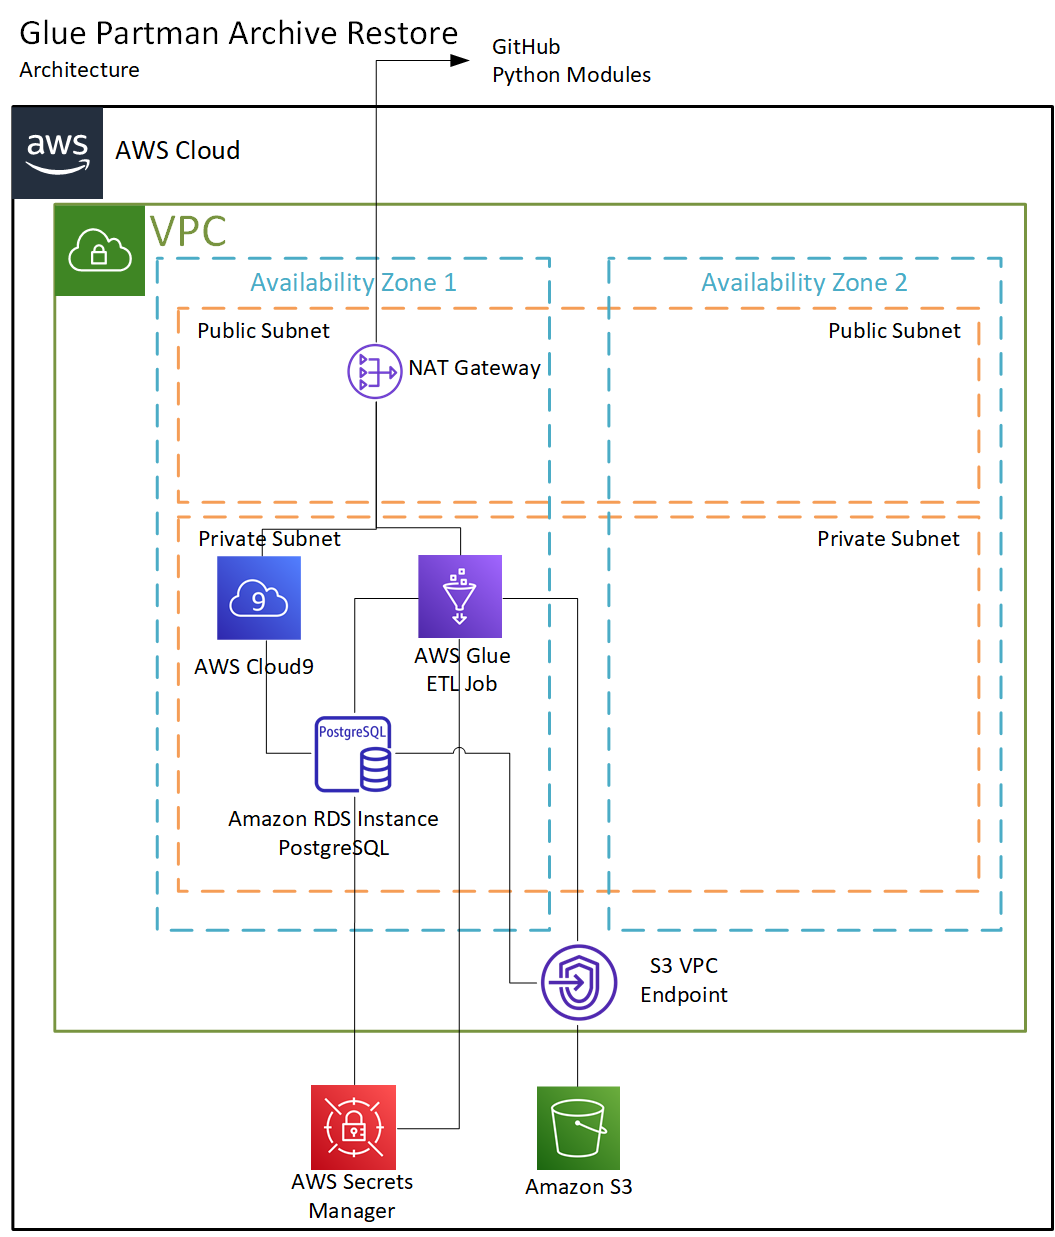 Glue Partman Archive Restore
Architecture
GitHub
Python Modules
aws
AWS Cloud
VPC
Availability Zone 1
Availability Zone 2
Public Subnet
Public Subnet
NAT Gateway
Private Subnet
Private Subnet
9
AWS Cloud9
AWS Glue
ETL Job
PostgreSQL
Amazon RDS Instance
PostgreSQL
S3 VPC
Endpoint
AWS Secrets
Manager
Amazon S3